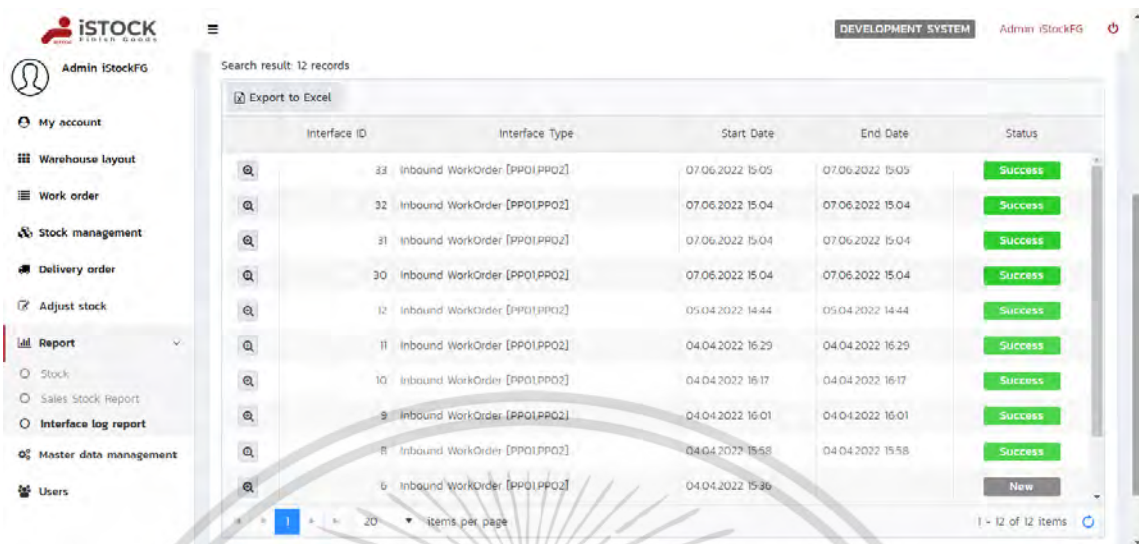 iSTOCK
Finish Goods
DEVELOPMENT SYSTEM
Admin iStockFG
Admin iStockFG
My account
Warehouse layout
Work order
Stock management
Delivery order
Adjust stock
Report
Stock
Sales Stock Report
Interface log report
Master data management
Users
Search result: 12 records
Export to Excel
Interface ID Interface Type Start Date End Date Status
33 Inbound WorkOrder [PP01,PP02] 07.06.2022 15:05 07.06.2022 15:05 Success
32 Inbound WorkOrder [PP01,PP02] 07.06.2022 15:04 07.06.2022 15:04 Success
31 Inbound WorkOrder [PP01,PP02] 07.06.2022 15:04 07.06.2022 15:04 Success
30 Inbound WorkOrder [PP01,PP02] 07.06.2022 15:04 07.06.2022 15:04 Success
12 Inbound WorkOrder [PP01,PP02] 05.04.2022 14:44 05.04.2022 14:44 Success
11 Inbound WorkOrder [PP01,PP02] 04.04.2022 16:29 04.04.2022 16:29 Success
10 Inbound WorkOrder [PP01,PP02] 04.04.2022 16:17 04.04.2022 16:17 Success
9 Inbound WorkOrder [PP01,PP02] 04.04.2022 16:01 04.04.2022 16:01 Success
8 Inbound WorkOrder [PP01,PP02] 04.04.2022 15:58 04.04.2022 15:58 Success
6 Inbound WorkOrder [PP01,PP02] 04.04.2022 15:36 New
1 20 items per page 1 - 12 of 12 items